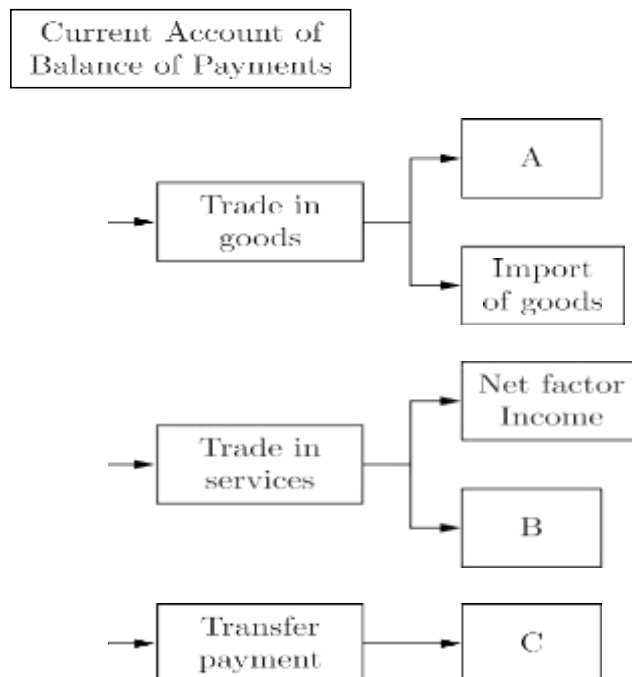 Current Account of
Balance of Payments
Trade in
goods
A
Import
of goods
Trade in
services
Net factor
Income
B
Transfer
payment
C